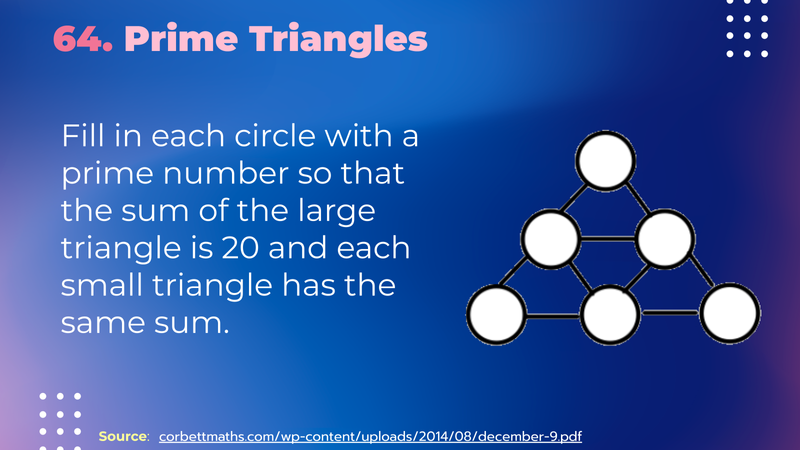 64. Prime Triangles
Fill in each circle with a
prime number so that
the sum of the large
triangle is 20 and each
small triangle has the
same sum.
Source: corbettmaths.com/wp-content/uploads/2014/08/december-9.pdf